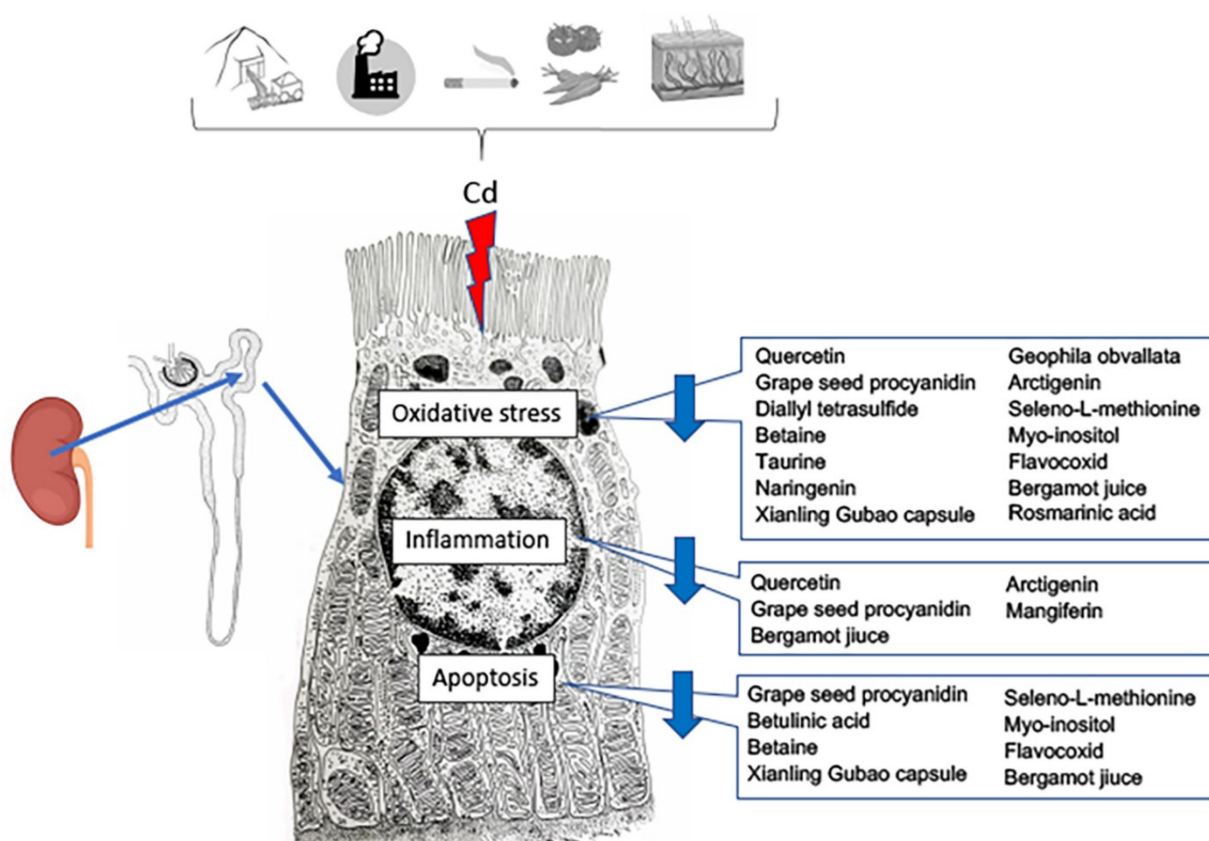 Cd
Oxidative stress
Quercetin
Grape seed procyanidin
Diallyl tetrasulfide
Betaine
Taurine
Naringenin
Xianling Gubao capsule
Geophila obvallata
Arctigenin
Seleno-L-methionine
Myo-inositol
Flavocoxid
Bergamot juice
Rosmarinic acid
Inflammation
Quercetin
Grape seed procyanidin
Bergamot jiuce
Arctigenin
Mangiferin
Apoptosis
Grape seed procyanidin
Betulinic acid
Betaine
Xianling Gubao capsule
Seleno-L-methionine
Myo-inositol
Flavocoxid
Bergamot jiuce